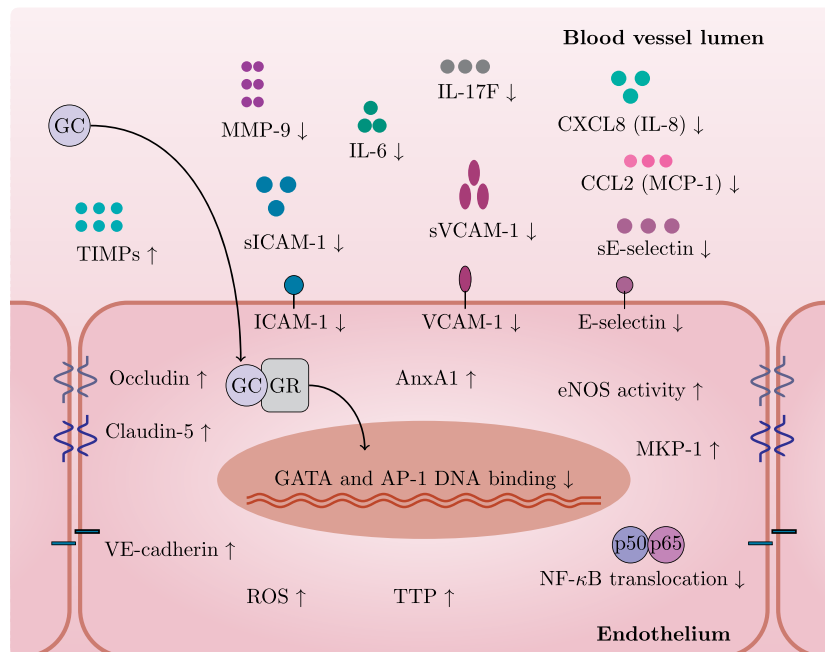 Blood vessel lumen
IL-17F ↓
GC
MMP-9 ↓
CXCL8 (IL-8) ↓
IL-6 ↓
CCL2 (MCP-1) ↓
sVCAM-1 ↓
sICAM-1 ↓
sE-selectin ↓
TIMPs ↑
ICAM-1 ↓
VCAM-1 ↓
E-selectin ↓
Occludin ↑
GC GR
AnxA1 ↑
eNOS activity ↑
Claudin-5 ↑
MKP-1 ↑
GATA and AP-1 DNA binding ↓
p50 p65
VE-cadherin ↑
NF-κB translocation ↓
ROS ↑
TTP ↑
Endothelium